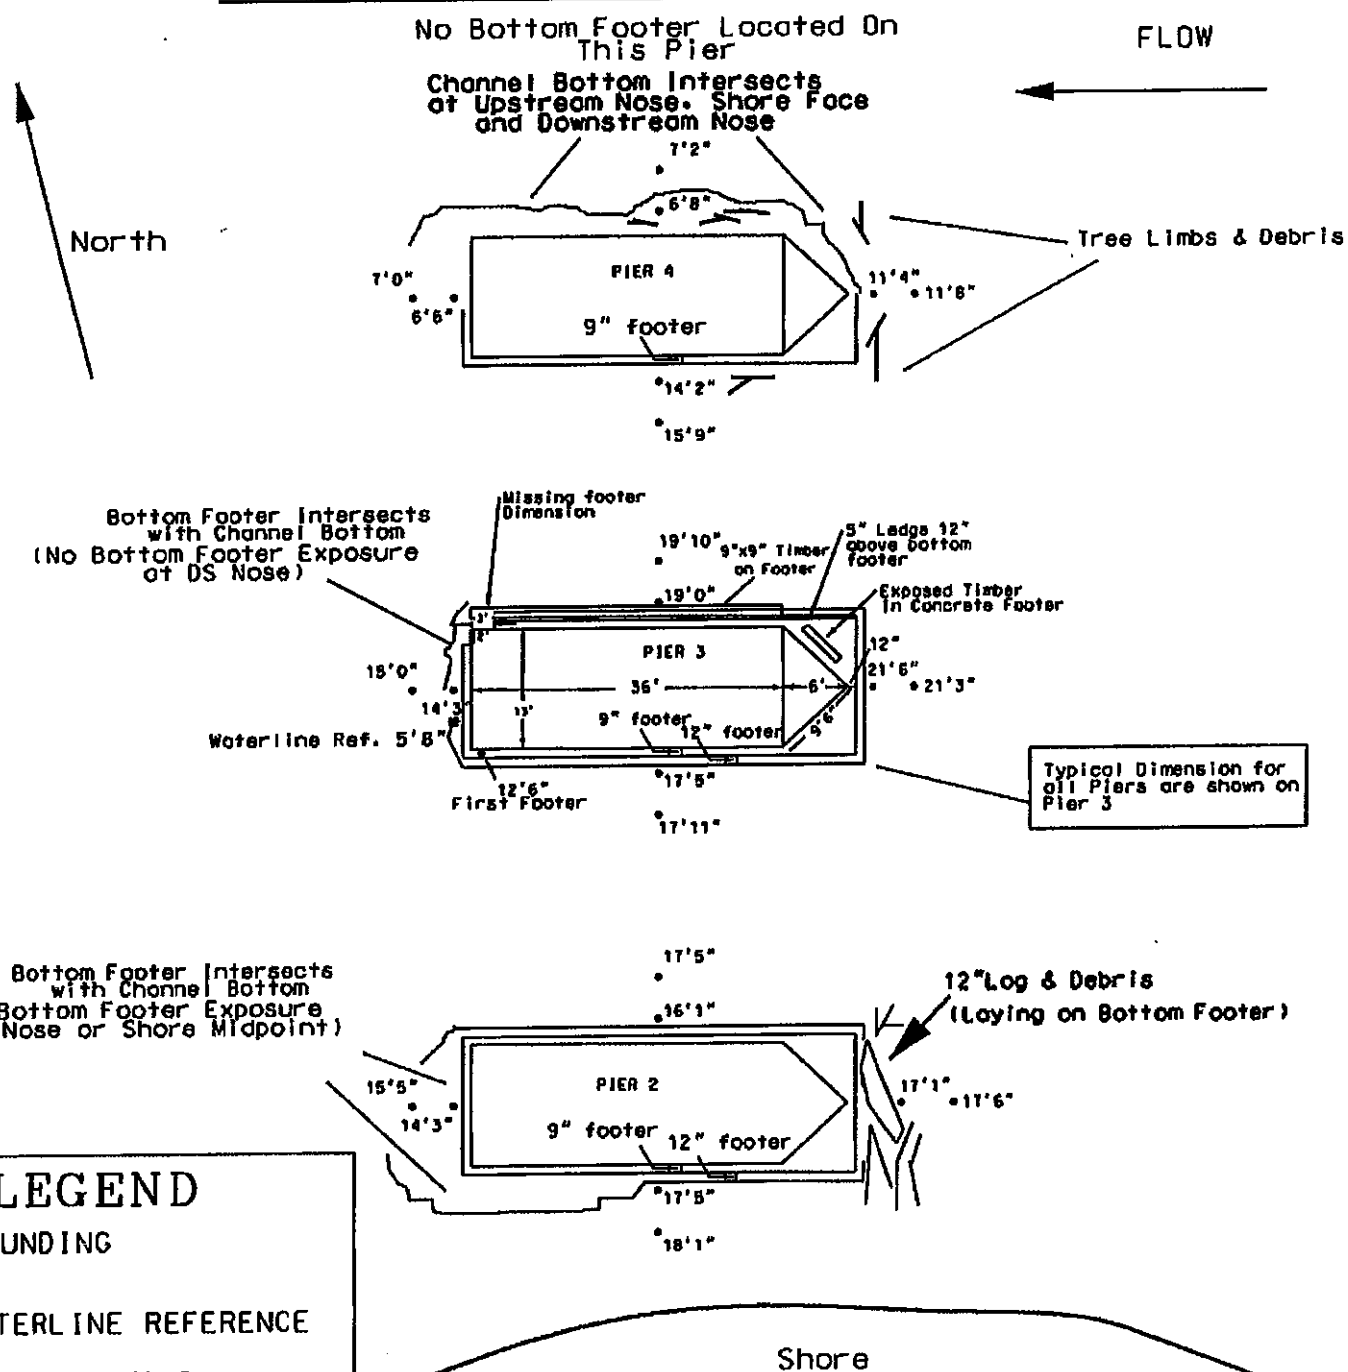 No Bottom Footer Located On
This Pier
FLOW
Channel Bottom Intersects
at Upstream Nose. Shore Face
and Downstream Nose
7'2"
6'8"
North
Tree Limbs & Debris
PIER 4
7'0"
6'6"
11'4"
11'8"
9" footer
14'2"
15'9"
Missing footer
Dimension
Bottom Footer Intersects
with Channel Bottom
(No Bottom Footer Exposure
at DS Nose)
19'10"
9"x9" Timber
on Footer
5" Ledge 12"
above bottom
footer
19'0"
Exposed Timber
in Concrete Footer
3'
2'
PIER 3
12"
15'0"
14'3
36'
6'
21'6"
21'3"
13'
9'6"
9" footer
12" footer
Waterline Ref. 5'8"
12'6"
First Footer
17'5"
17'11"
Typical Dimension for
all Piers are shown on
Pier 3
17'5"
16'1"
Bottom Footer Intersects
with Channel Bottom
Bottom Footer Exposure
Nose or Shore Midpoint)
12"Log & Debris
(Laying on Bottom Footer)
PIER 2
15'5"
14'3"
17'1"
17'6"
9" footer
12" footer
17'5"
18'1"
LEGEND
UNDING
TERLINE REFERENCE
Shore